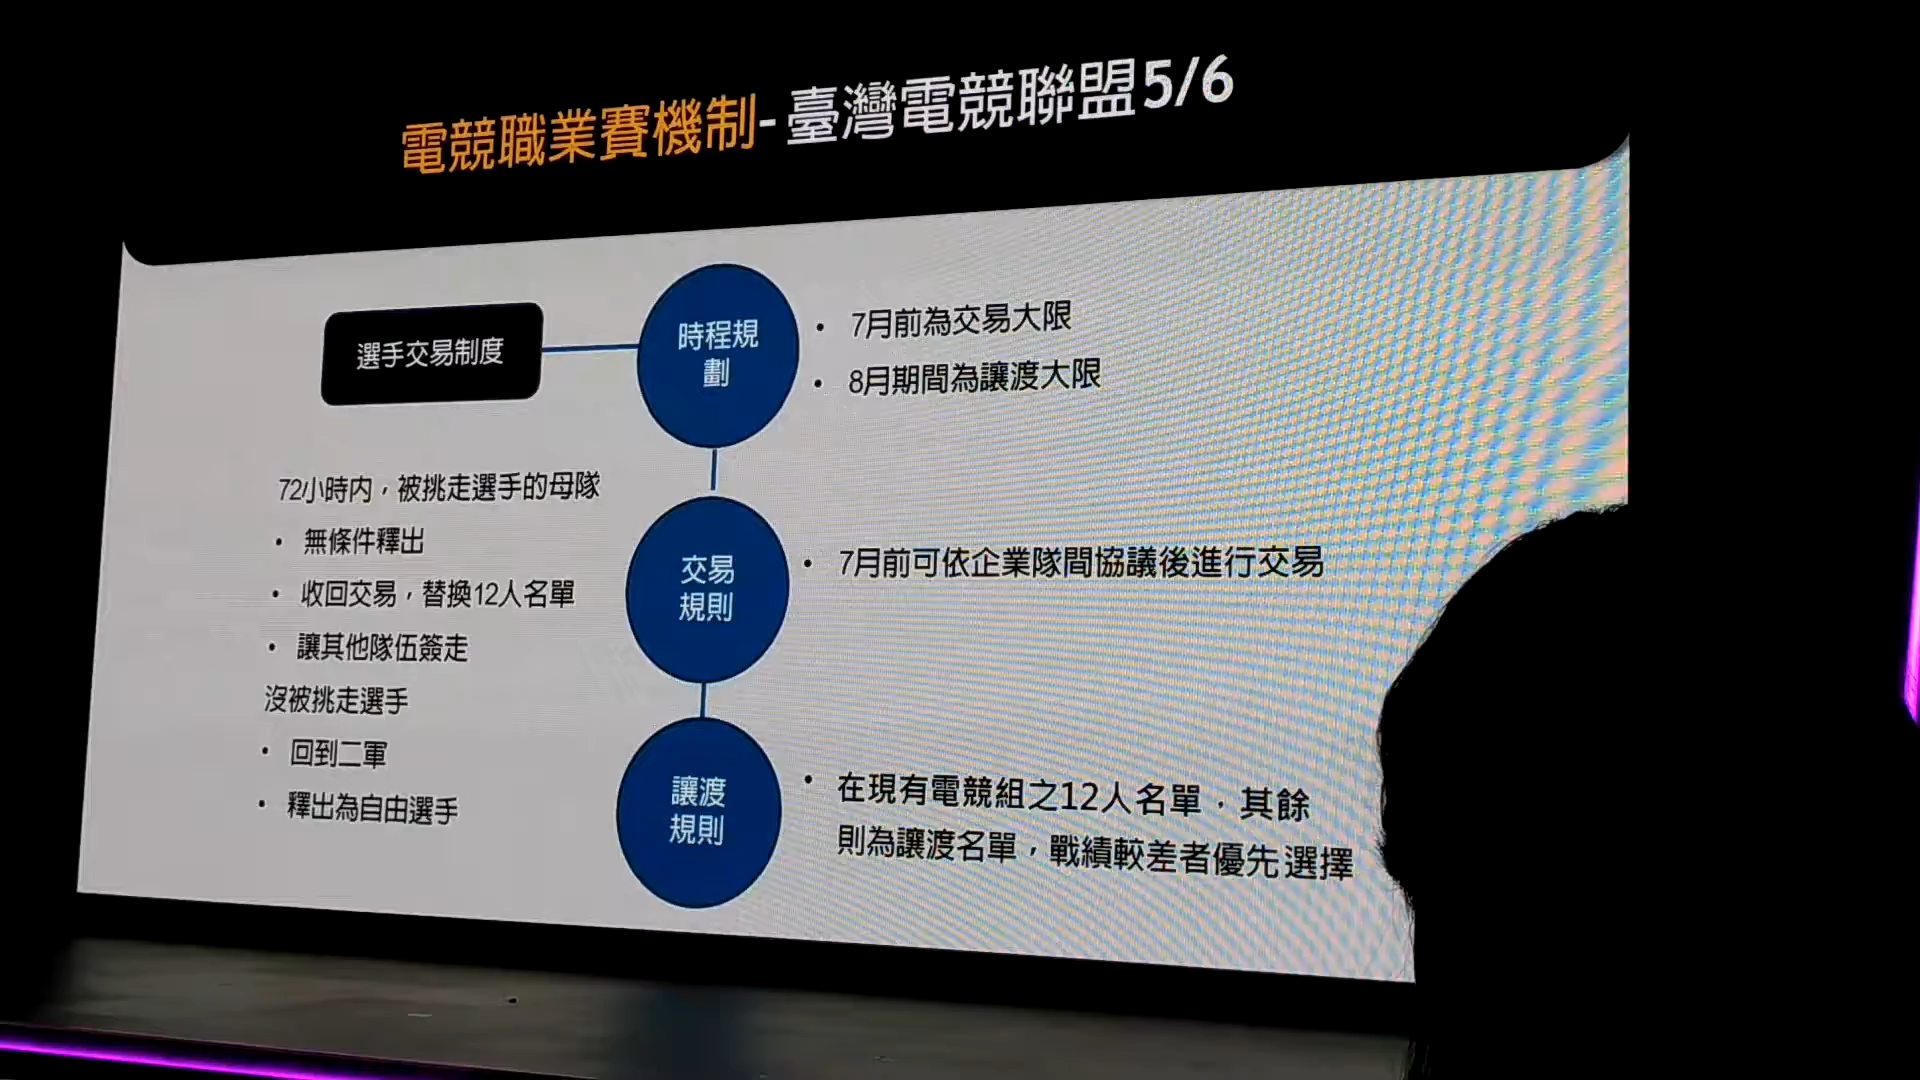 電競職業賽機制-臺灣電競聯盟5/6
選手交易制度
時程規
劃
• 7月前為交易大限
• 8月期間為讓渡大限
72小時內，被挑走選手的母隊
• 無條件釋出
• 收回交易，替換12人名單
• 讓其他隊伍簽走
沒被挑走選手
• 回到二軍
• 釋出為自由選手
交易
規則
• 7月前可依企業隊間協議後進行交易
讓渡
規則
• 在現有電競組之12人名單，其餘
則為讓渡名單，戰績較差者優先選擇